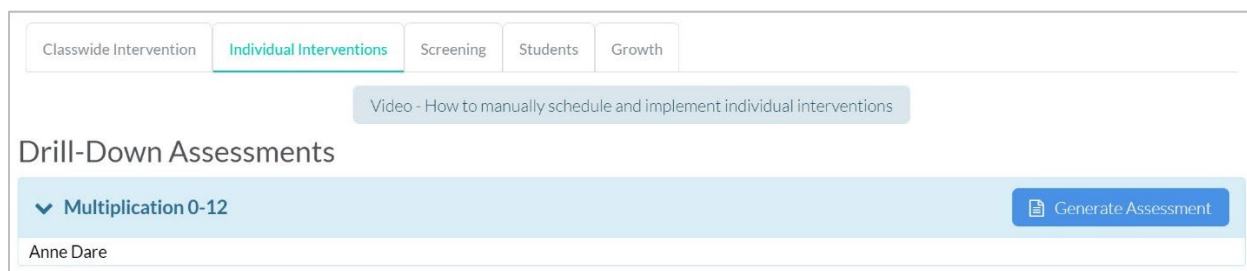 Classwide Intervention Individual Interventions Screening Students Growth
Video - How to manually schedule and implement individual interventions
Drill-Down Assessments
Multiplication 0-12 Generate Assessment
Anne Dare